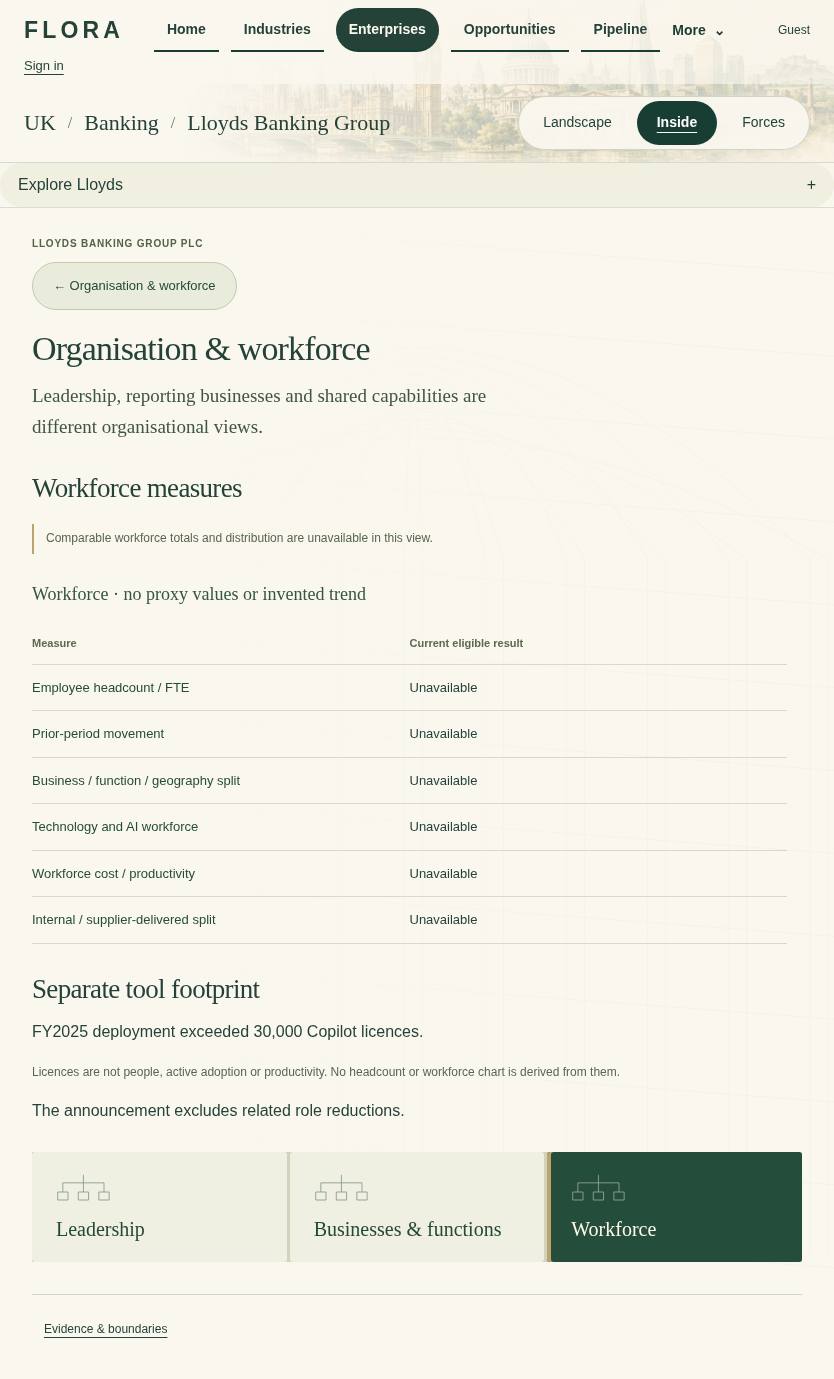 FLORA
Home
Industries
Enterprises
Opportunities
Pipeline
More ⌄
Guest
Sign in
UK / Banking / Lloyds Banking Group
Landscape
Inside
Forces
Explore Lloyds
+
LLOYDS BANKING GROUP PLC
← Organisation & workforce
Organisation & workforce
Leadership, reporting businesses and shared capabilities are
different organisational views.
Workforce measures
Comparable workforce totals and distribution are unavailable in this view.
Workforce · no proxy values or invented trend
Measure Current eligible result
Employee headcount / FTE Unavailable
Prior-period movement Unavailable
Business / function / geography split Unavailable
Technology and AI workforce Unavailable
Workforce cost / productivity Unavailable
Internal / supplier-delivered split Unavailable
Separate tool footprint
FY2025 deployment exceeded 30,000 Copilot licences.
Licences are not people, active adoption or productivity. No headcount or workforce chart is derived from them.
The announcement excludes related role reductions.
Leadership
Businesses & functions
Workforce
Evidence & boundaries